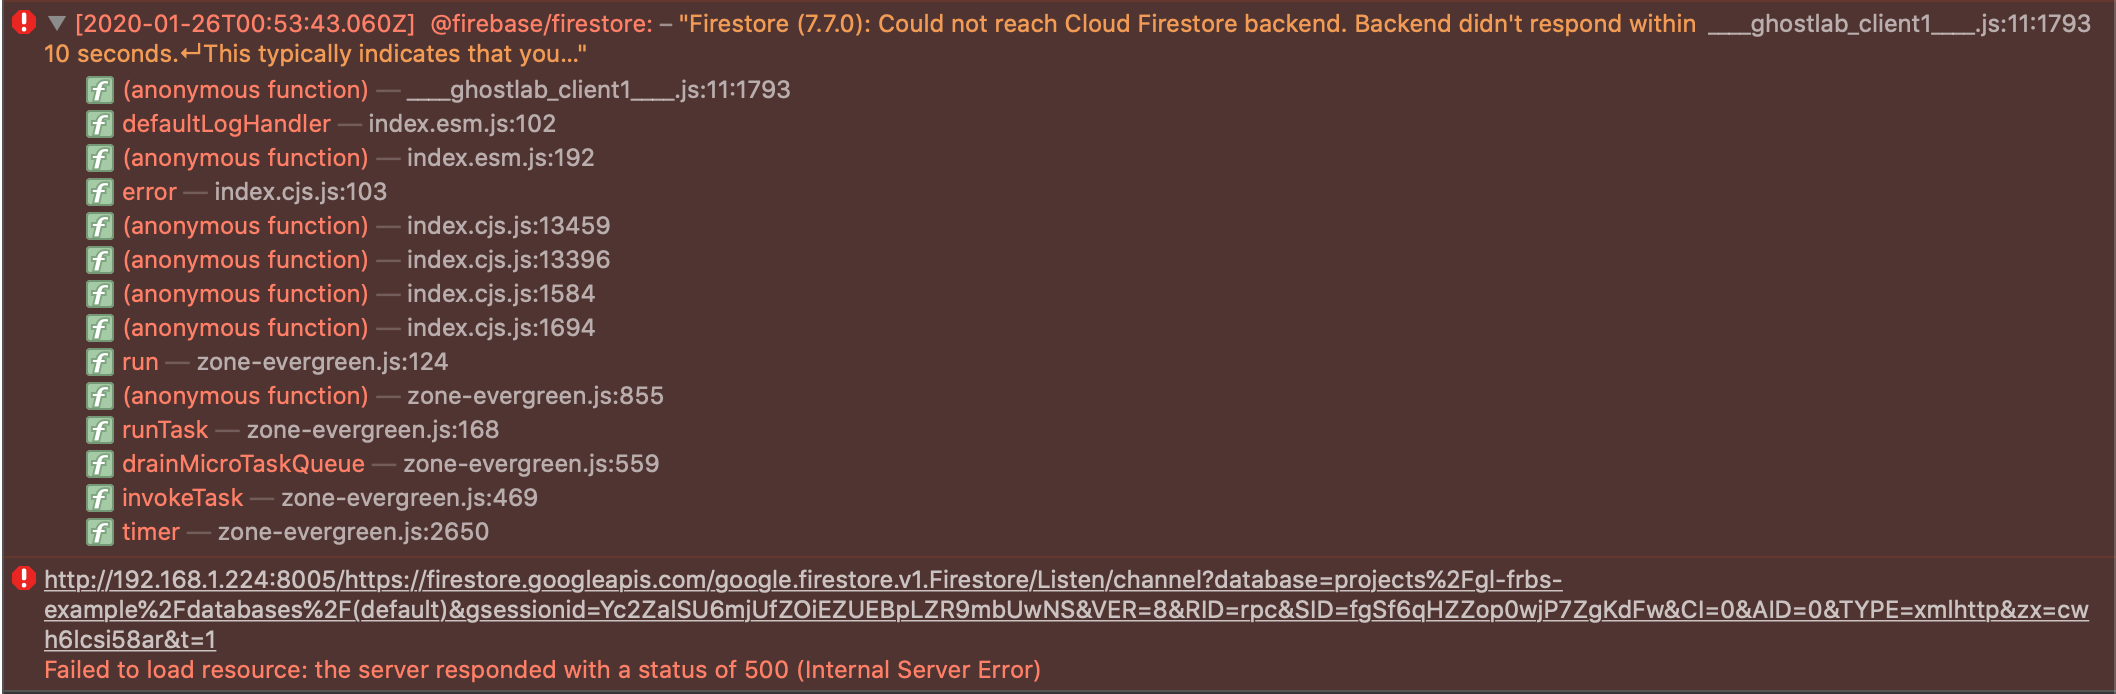 [2020-01-26T00:53:43.060Z] @firebase/firestore: – "Firestore (7.7.0): Could not reach Cloud Firestore backend. Backend didn't respond within ____ghostlab_client1____.js:11:1793
10 seconds.↵This typically indicates that you…"
f (anonymous function) — ____ghostlab_client1____.js:11:1793
f defaultLogHandler — index.esm.js:102
f (anonymous function) — index.esm.js:192
f error — index.cjs.js:103
f (anonymous function) — index.cjs.js:13459
f (anonymous function) — index.cjs.js:13396
f (anonymous function) — index.cjs.js:1584
f (anonymous function) — index.cjs.js:1694
f run — zone-evergreen.js:124
f (anonymous function) — zone-evergreen.js:855
f runTask — zone-evergreen.js:168
f drainMicroTaskQueue — zone-evergreen.js:559
f invokeTask — zone-evergreen.js:469
f timer — zone-evergreen.js:2650
http://192.168.1.224:8005/https://firestore.googleapis.com/google.firestore.v1.Firestore/Listen/channel?database=projects%2Fgl-frbs-
example%2Fdatabases%2F(default)&gsessionid=Yc2ZalSU6mjUfZOiEZUEBpLZR9mbUwNS&VER=8&RID=rpc&SID=fgSf6qHZZop0wjP7ZgKdFw&CI=0&AID=0&TYPE=xmlhttp&zx=cw
h6lcsi58ar&t=1
Failed to load resource: the server responded with a status of 500 (Internal Server Error)